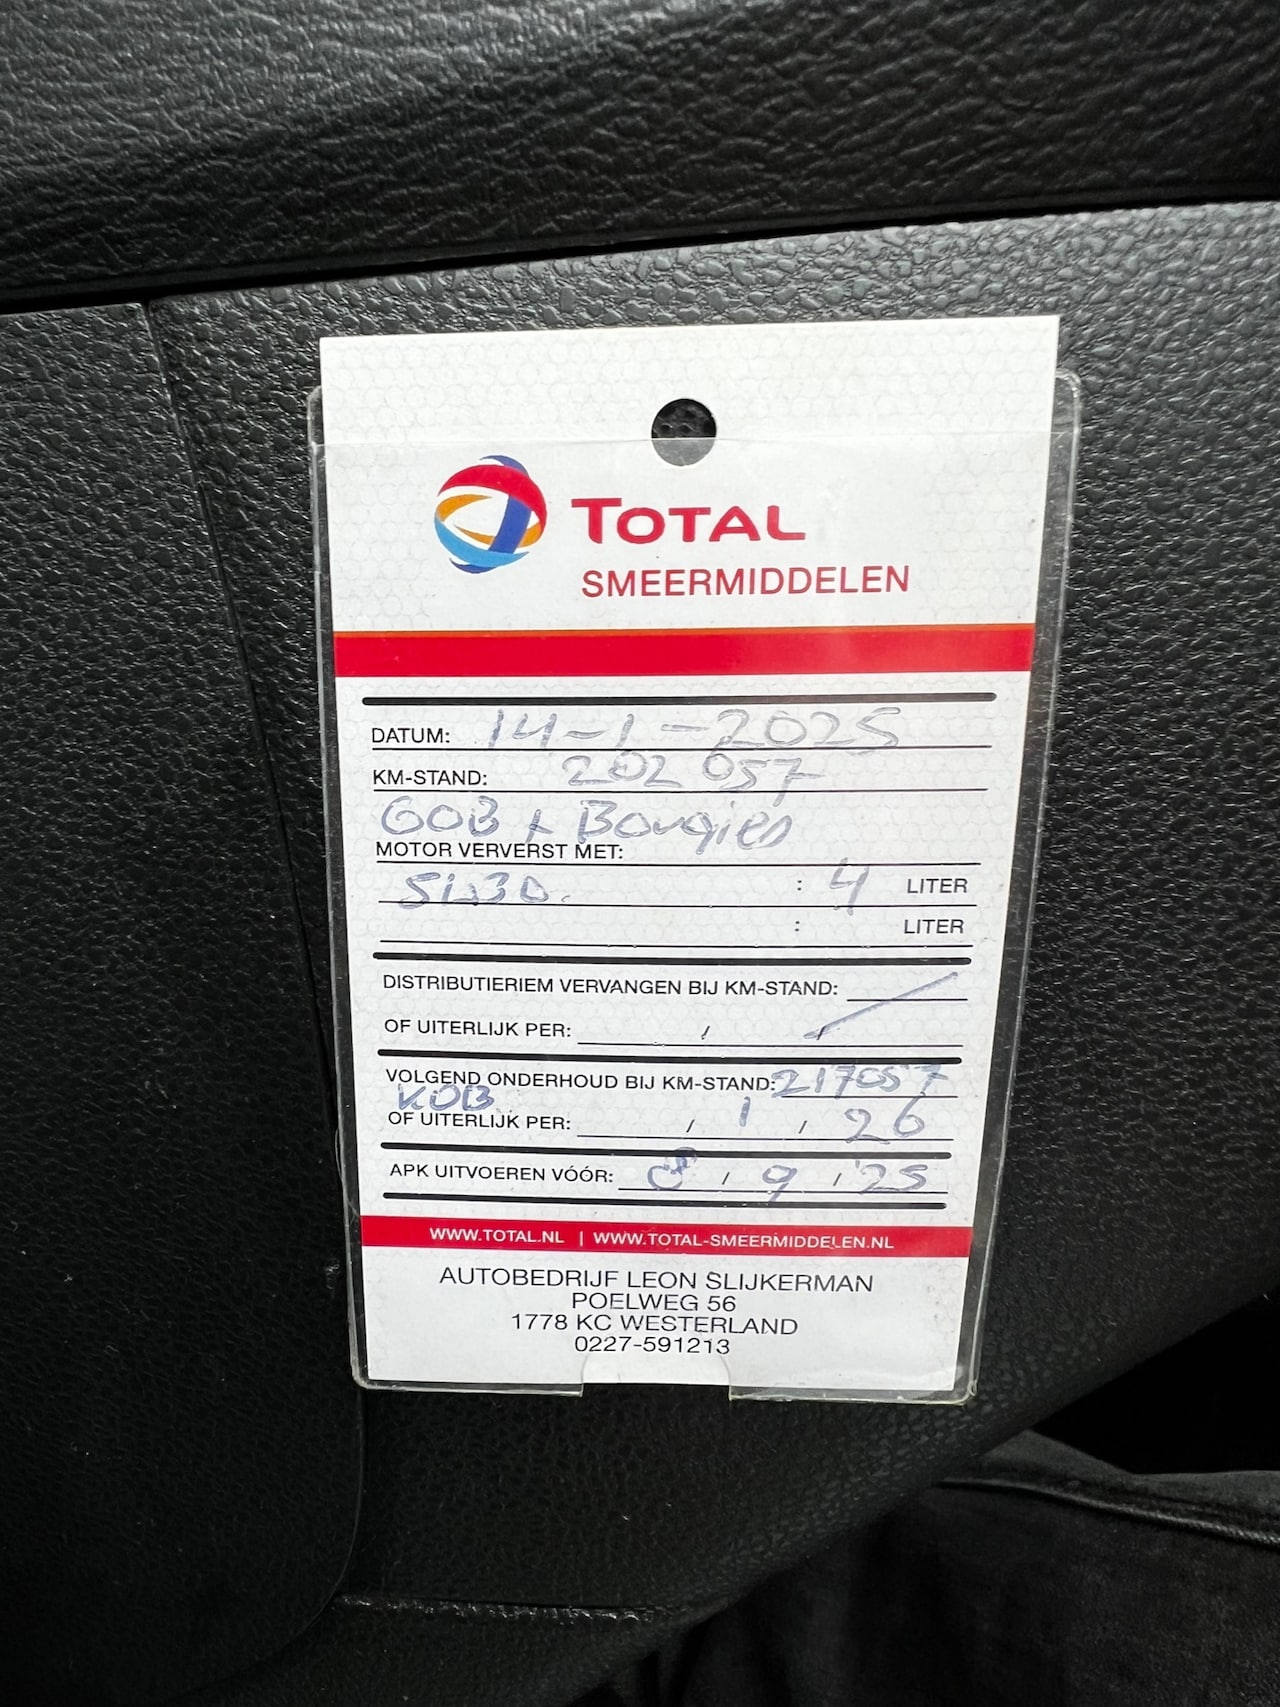 TOTAL
SMEERMIDDELEN
DATUM: 14-1-2025
KM-STAND: 202 057
GOB + Bougies
MOTOR VERVERST MET:
5W30. : 4 LITER
: LITER
DISTRIBUTIERIEM VERVANGEN BIJ KM-STAND:
OF UITERLIJK PER: / /
VOLGEND ONDERHOUD BIJ KM-STAND: 217057
KOB
OF UITERLIJK PER: / 1 / 26
APK UITVOEREN VÓÓR: / 9 / 25
WWW.TOTAL.NL | WWW.TOTAL-SMEERMIDDELEN.NL
AUTOBEDRIJF LEON SLIJKERMAN
POELWEG 56
1778 KC WESTERLAND
0227-591213